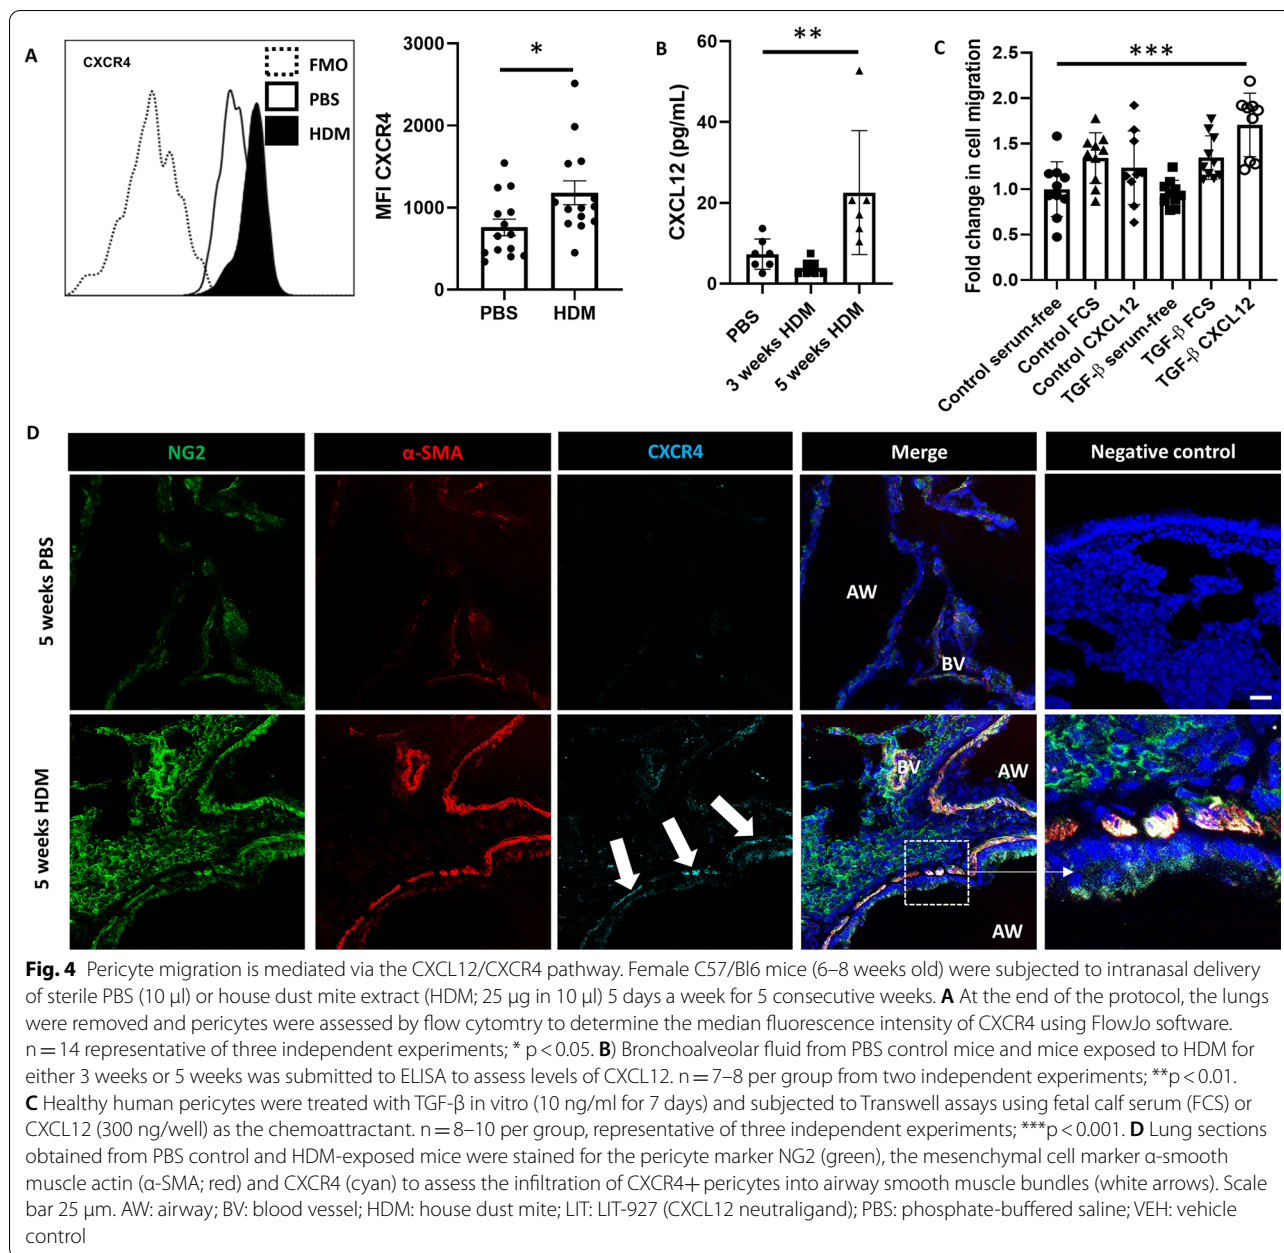 A
CXCR4
FMO
PBS
HDM
MFI CXCR4
3000
2000
1000
0
*
PBS
HDM
B
CXCL12 (pg/mL)
60
40
20
0
**
PBS
3 weeks HDM
5 weeks HDM
C
Fold change in cell migration
2.5
2.0
1.5
1.0
0.5
0.0
***
Control serum-free
Control FCS
Control CXCL12
TGF-β serum-free
TGF-β FCS
TGF-β CXCL12
D
NG2
α-SMA
CXCR4
Merge
Negative control
5 weeks PBS
AW
BV
5 weeks HDM
BV
AW
AW
Fig. 4 Pericyte migration is mediated via the CXCL12/CXCR4 pathway. Female C57/Bl6 mice (6–8 weeks old) were subjected to intranasal delivery
of sterile PBS (10 µl) or house dust mite extract (HDM; 25 µg in 10 µl) 5 days a week for 5 consecutive weeks. A At the end of the protocol, the lungs
were removed and pericytes were assessed by flow cytomtry to determine the median fluorescence intensity of CXCR4 using FlowJo software.
n = 14 representative of three independent experiments; * p < 0.05. B) Bronchoalveolar fluid from PBS control mice and mice exposed to HDM for
either 3 weeks or 5 weeks was submitted to ELISA to assess levels of CXCL12. n = 7–8 per group from two independent experiments; **p < 0.01.
C Healthy human pericytes were treated with TGF-β in vitro (10 ng/ml for 7 days) and subjected to Transwell assays using fetal calf serum (FCS) or
CXCL12 (300 ng/well) as the chemoattractant. n = 8–10 per group, representative of three independent experiments; ***p < 0.001. D Lung sections
obtained from PBS control and HDM-exposed mice were stained for the pericyte marker NG2 (green), the mesenchymal cell marker α-smooth
muscle actin (α-SMA; red) and CXCR4 (cyan) to assess the infiltration of CXCR4+ pericytes into airway smooth muscle bundles (white arrows). Scale
bar 25 µm. AW: airway; BV: blood vessel; HDM: house dust mite; LIT: LIT-927 (CXCL12 neutraligand); PBS: phosphate-buffered saline; VEH: vehicle
control